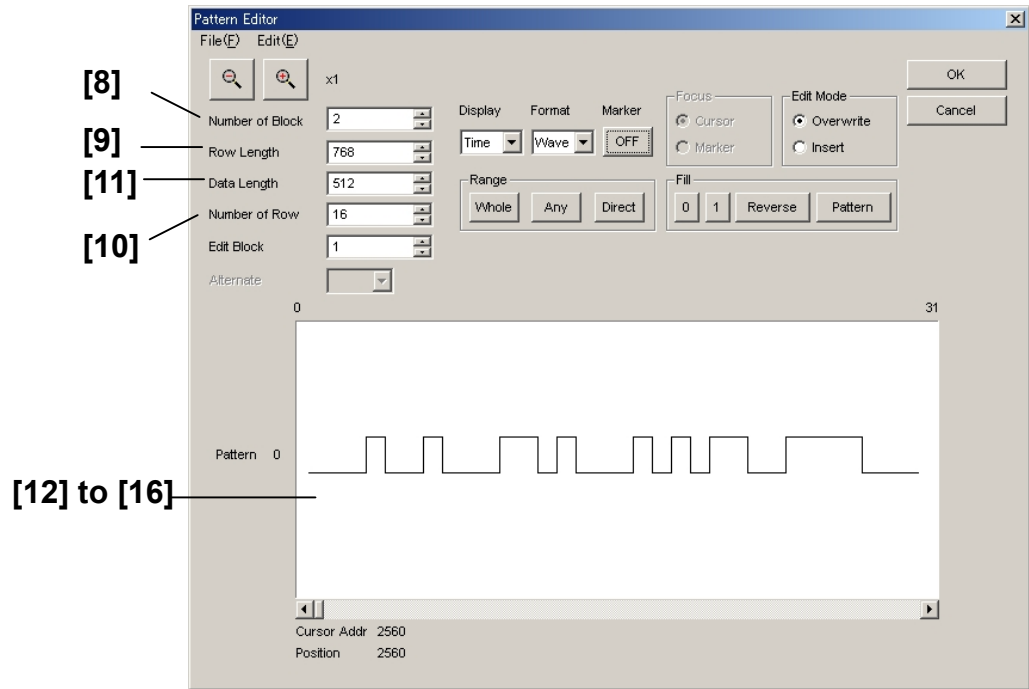 Pattern Editor
File(F) Edit(E)
x1
OK
Cancel
[8]
Number of Block 2
[9]
Row Length 768
[11]
Data Length 512
Number of Row 16
[10]
Edit Block 1
Alternate
Display Format Marker
Time Wave OFF
Focus
Cursor
Marker
Edit Mode
Overwrite
Insert
Range
Whole Any Direct
Fill
0 1 Reverse Pattern
0 31
Pattern 0
[12] to [16]
Cursor Addr 2560
Position 2560